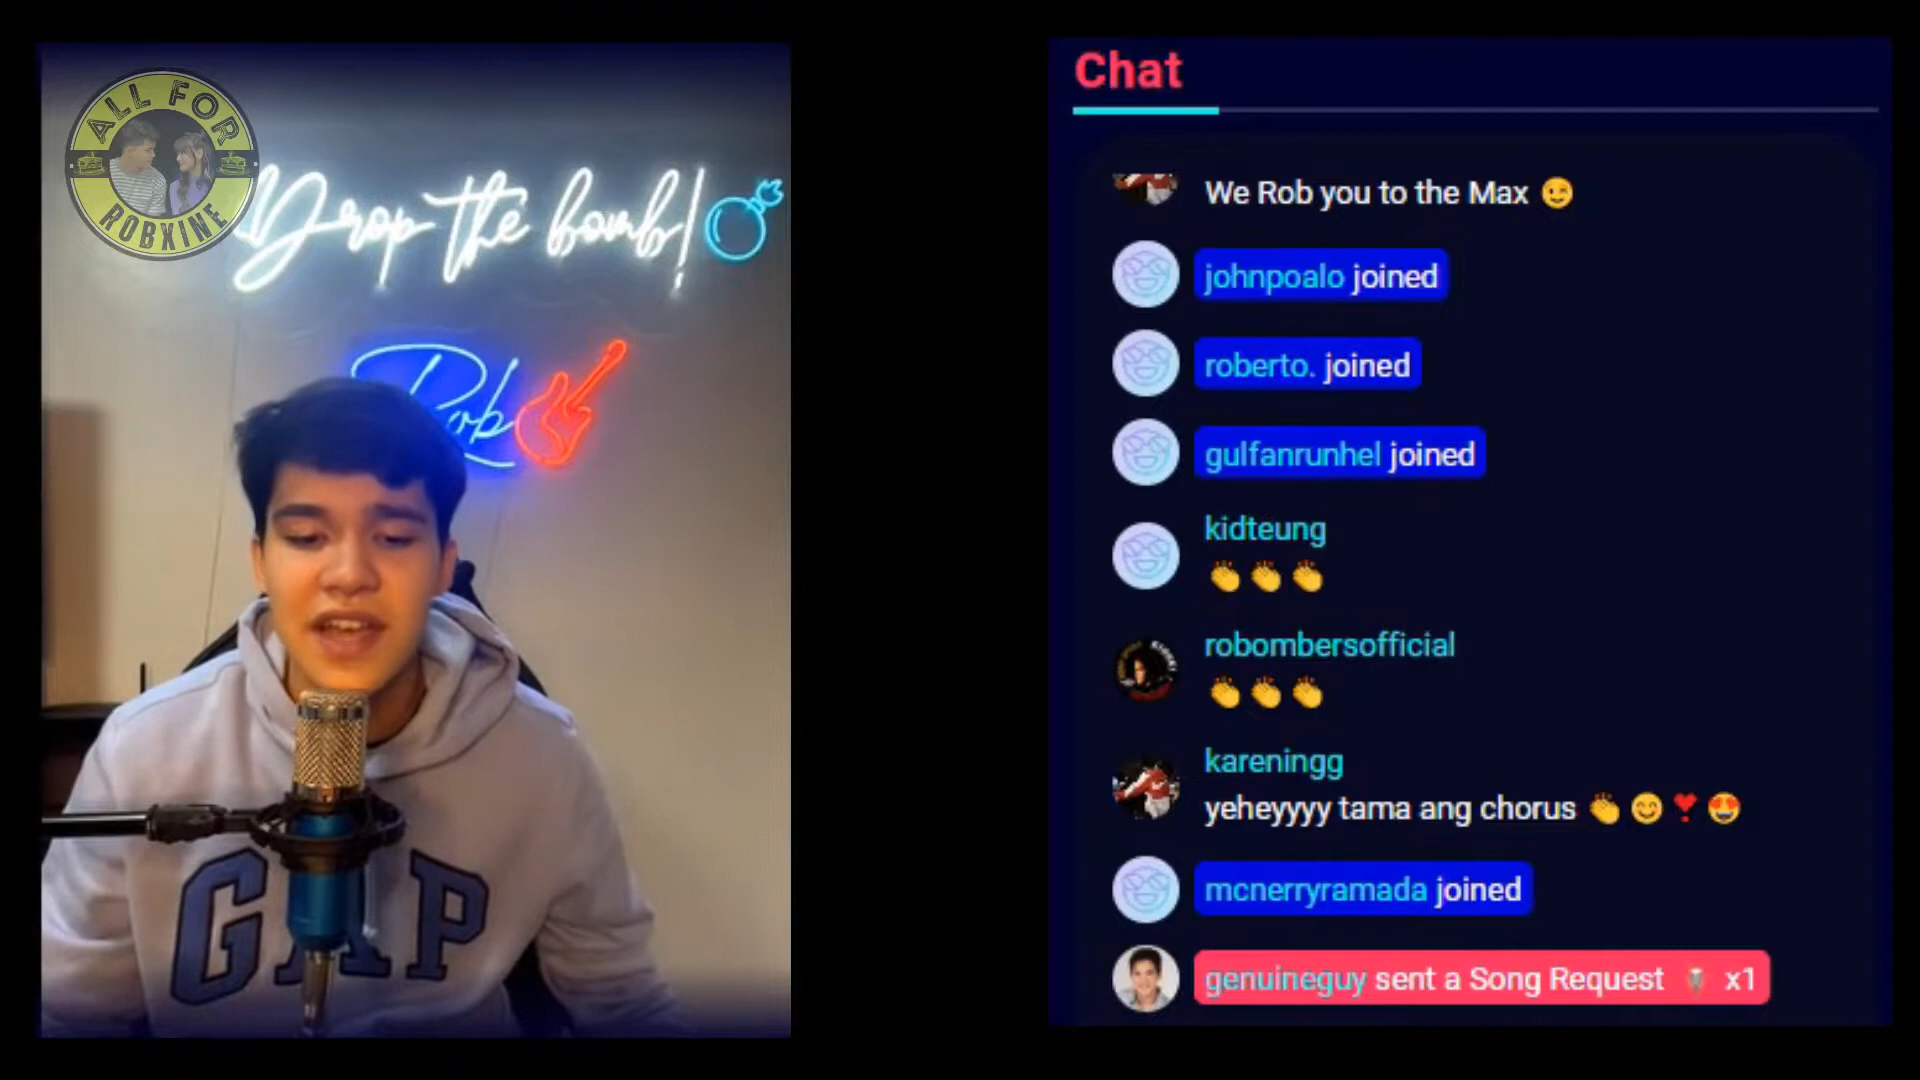 ALL FOR
ROBXINE
Drop the bomb!
Rob
GAP
Chat
We Rob you to the Max 😉
johnpoalo joined
roberto. joined
gulfanrunhel joined
kidteung
👏👏👏
robombersofficial
👏👏👏
kareningg
yeheyyyy tama ang chorus 👏😊❣️😍
mcnerryramada joined
genuineguy sent a Song Request 🎙️ x1